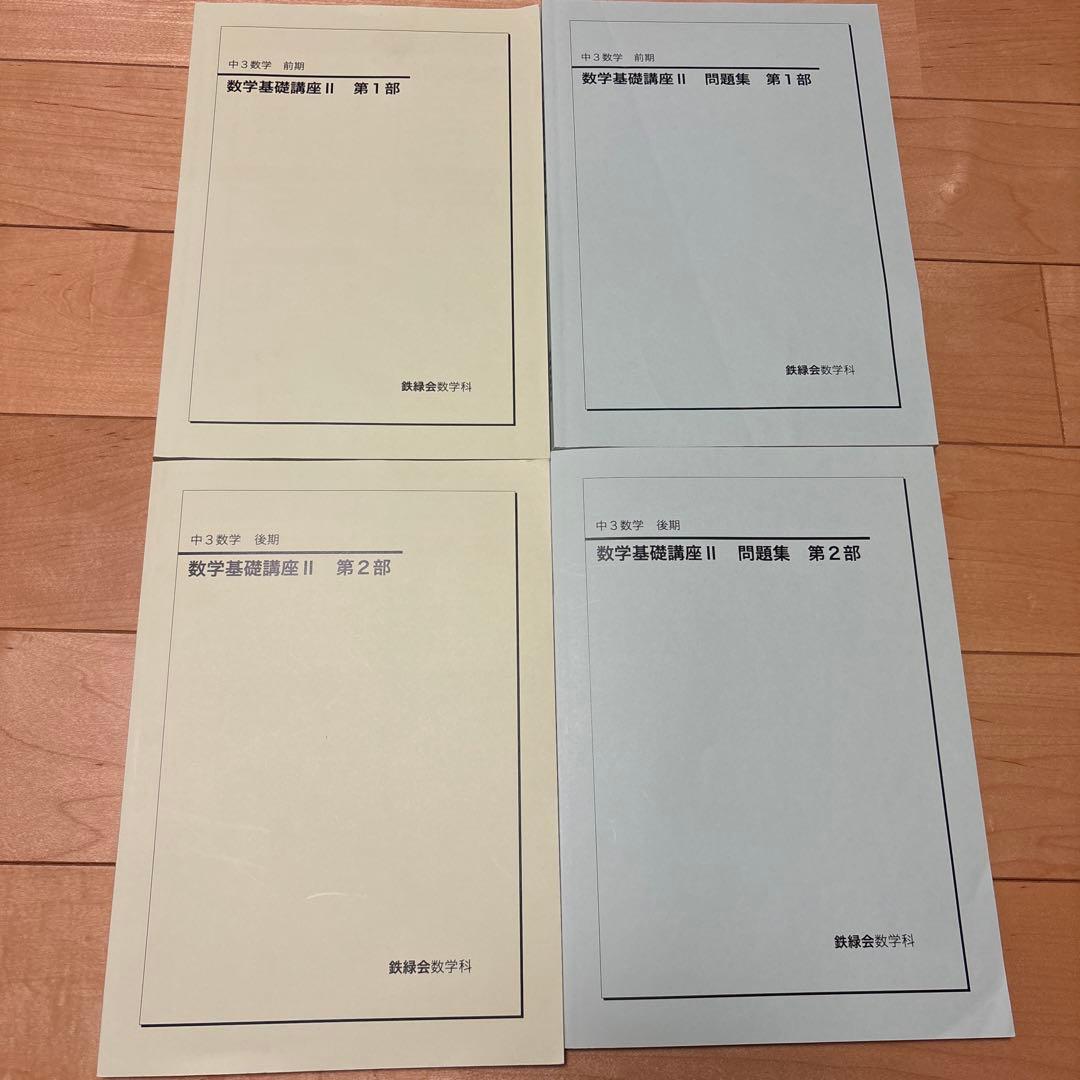 中３数学　前期
数学基礎講座Ⅱ　第１部
鉄緑会数学科
中３数学　前期
数学基礎講座Ⅱ　問題集　第１部
鉄緑会数学科
中３数学　後期
数学基礎講座Ⅱ　第２部
鉄緑会数学科
中３数学　後期
数学基礎講座Ⅱ　問題集　第２部
鉄緑会数学科